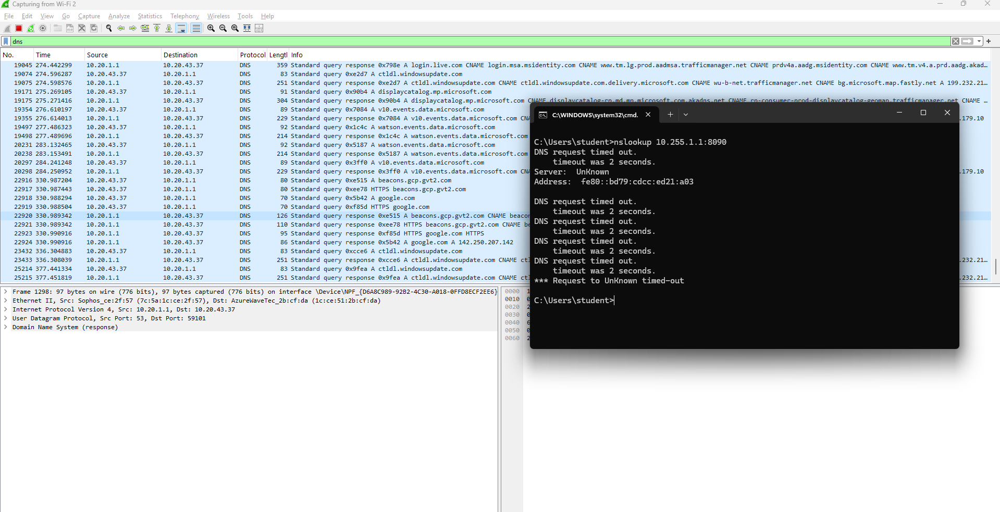 Capturing from Wi-Fi 2
File Edit View Go Capture Analyze Statistics Telephony Wireless Tools Help
dns
No. Time Source Destination Protocol Lengtl Info
19045 274.442299 10.20.1.1 10.20.43.37 DNS 359 Standard query response 0x798e A login.live.com CNAME login.msa.msidentity.com CNAME www.tm.lg.prod.aadmsa.trafficmanager.net CNAME prdv4a.aadg.msidentity.com CNAME www.tm.v4.a.prd.aadg.akad…
19074 274.596287 10.20.43.37 10.20.1.1 DNS 83 Standard query 0xe2d7 A ctldl.windowsupdate.com
19075 274.598576 10.20.1.1 10.20.43.37 DNS 251 Standard query response 0xe2d7 A ctldl.windowsupdate.com CNAME ctldl.windowsupdate.com.delivery.microsoft.com CNAME wu-b-net.trafficmanager.net CNAME bg.microsoft.map.fastly.net A 199.232.21…
19171 275.269105 10.20.43.37 10.20.1.1 DNS 91 Standard query 0x90b4 A displaycatalog.mp.microsoft.com
19175 275.271416 10.20.1.1 10.20.43.37 DNS 304 Standard query response 0x90b4 A displaycatalog.mp.microsoft.com CNAME displaycatalog-rp.md.mp.microsoft.com.akadns.net CNAME rp-consumer-prod-displaycatalog-geomap.trafficmanager.net CNAME …
19354 276.610197 10.20.43.37 10.20.1.1 DNS 89 Standard query 0x7084 A v10.events.data.microsoft.com
19355 276.614013 10.20.1.1 10.20.43.37 DNS 229 Standard query response 0x7084 A v10.events.data.microsoft.com CNA .179.10
19497 277.486323 10.20.43.37 10.20.1.1 DNS 92 Standard query 0x1c4c A watson.events.data.microsoft.com
19498 277.489696 10.20.1.1 10.20.43.37 DNS 214 Standard query response 0x1c4c A watson.events.data.microsoft.com
20231 283.132465 10.20.43.37 10.20.1.1 DNS 92 Standard query 0x5187 A watson.events.data.microsoft.com
20238 283.153491 10.20.1.1 10.20.43.37 DNS 214 Standard query response 0x5187 A watson.events.data.microsoft.com
20297 284.241248 10.20.43.37 10.20.1.1 DNS 89 Standard query 0x3ff0 A v10.events.data.microsoft.com
20298 284.250952 10.20.1.1 10.20.43.37 DNS 229 Standard query response 0x3ff0 A v10.events.data.microsoft.com CNA .179.10
22916 330.987204 10.20.43.37 10.20.1.1 DNS 80 Standard query 0xe515 A beacons.gcp.gvt2.com
22917 330.987443 10.20.43.37 10.20.1.1 DNS 80 Standard query 0xee78 HTTPS beacons.gcp.gvt2.com
22918 330.988294 10.20.43.37 10.20.1.1 DNS 70 Standard query 0x5b42 A google.com
22919 330.988504 10.20.43.37 10.20.1.1 DNS 70 Standard query 0xf85d HTTPS google.com
22920 330.989342 10.20.1.1 10.20.43.37 DNS 126 Standard query response 0xe515 A beacons.gcp.gvt2.com CNAME beacon
22921 330.989342 10.20.1.1 10.20.43.37 DNS 110 Standard query response 0xee78 HTTPS beacons.gcp.gvt2.com CNAME be
22923 330.990916 10.20.1.1 10.20.43.37 DNS 95 Standard query response 0xf85d HTTPS google.com HTTPS
22924 330.990916 10.20.1.1 10.20.43.37 DNS 86 Standard query response 0x5b42 A google.com A 142.250.207.142
23432 336.304883 10.20.43.37 10.20.1.1 DNS 83 Standard query 0xcce6 A ctldl.windowsupdate.com
23433 336.308039 10.20.1.1 10.20.43.37 DNS 251 Standard query response 0xcce6 A ctldl.windowsupdate.com CNAME ctl .232.21…
25214 377.441334 10.20.43.37 10.20.1.1 DNS 83 Standard query 0x9fea A ctldl.windowsupdate.com
25215 377.451819 10.20.1.1 10.20.43.37 DNS 251 Standard query response 0x9fea A ctldl.windowsupdate.com CNAME ctl .232.21…
Frame 1298: 97 bytes on wire (776 bits), 97 bytes captured (776 bits) on interface \Device\NPF_{D6A8C989-92B2-4C30-A018-0FFD8ECF2EE6}
Ethernet II, Src: Sophos_ce:2f:57 (7c:5a:1c:ce:2f:57), Dst: AzureWaveTec_2b:cf:da (1c:ce:51:2b:cf:da)
Internet Protocol Version 4, Src: 10.20.1.1, Dst: 10.20.43.37
User Datagram Protocol, Src Port: 53, Dst Port: 59101
Domain Name System (response)
0000 1
0010 0
0020 2
0030 0
0040 6
0050 0
0060 2
C:\WINDOWS\system32\cmd.
C:\Users\student>nslookup 10.255.1.1:8090
DNS request timed out.
timeout was 2 seconds.
Server: UnKnown
Address: fe80::bd79:cdcc:ed21:a03
DNS request timed out.
timeout was 2 seconds.
DNS request timed out.
timeout was 2 seconds.
DNS request timed out.
timeout was 2 seconds.
DNS request timed out.
timeout was 2 seconds.
*** Request to UnKnown timed-out
C:\Users\student>